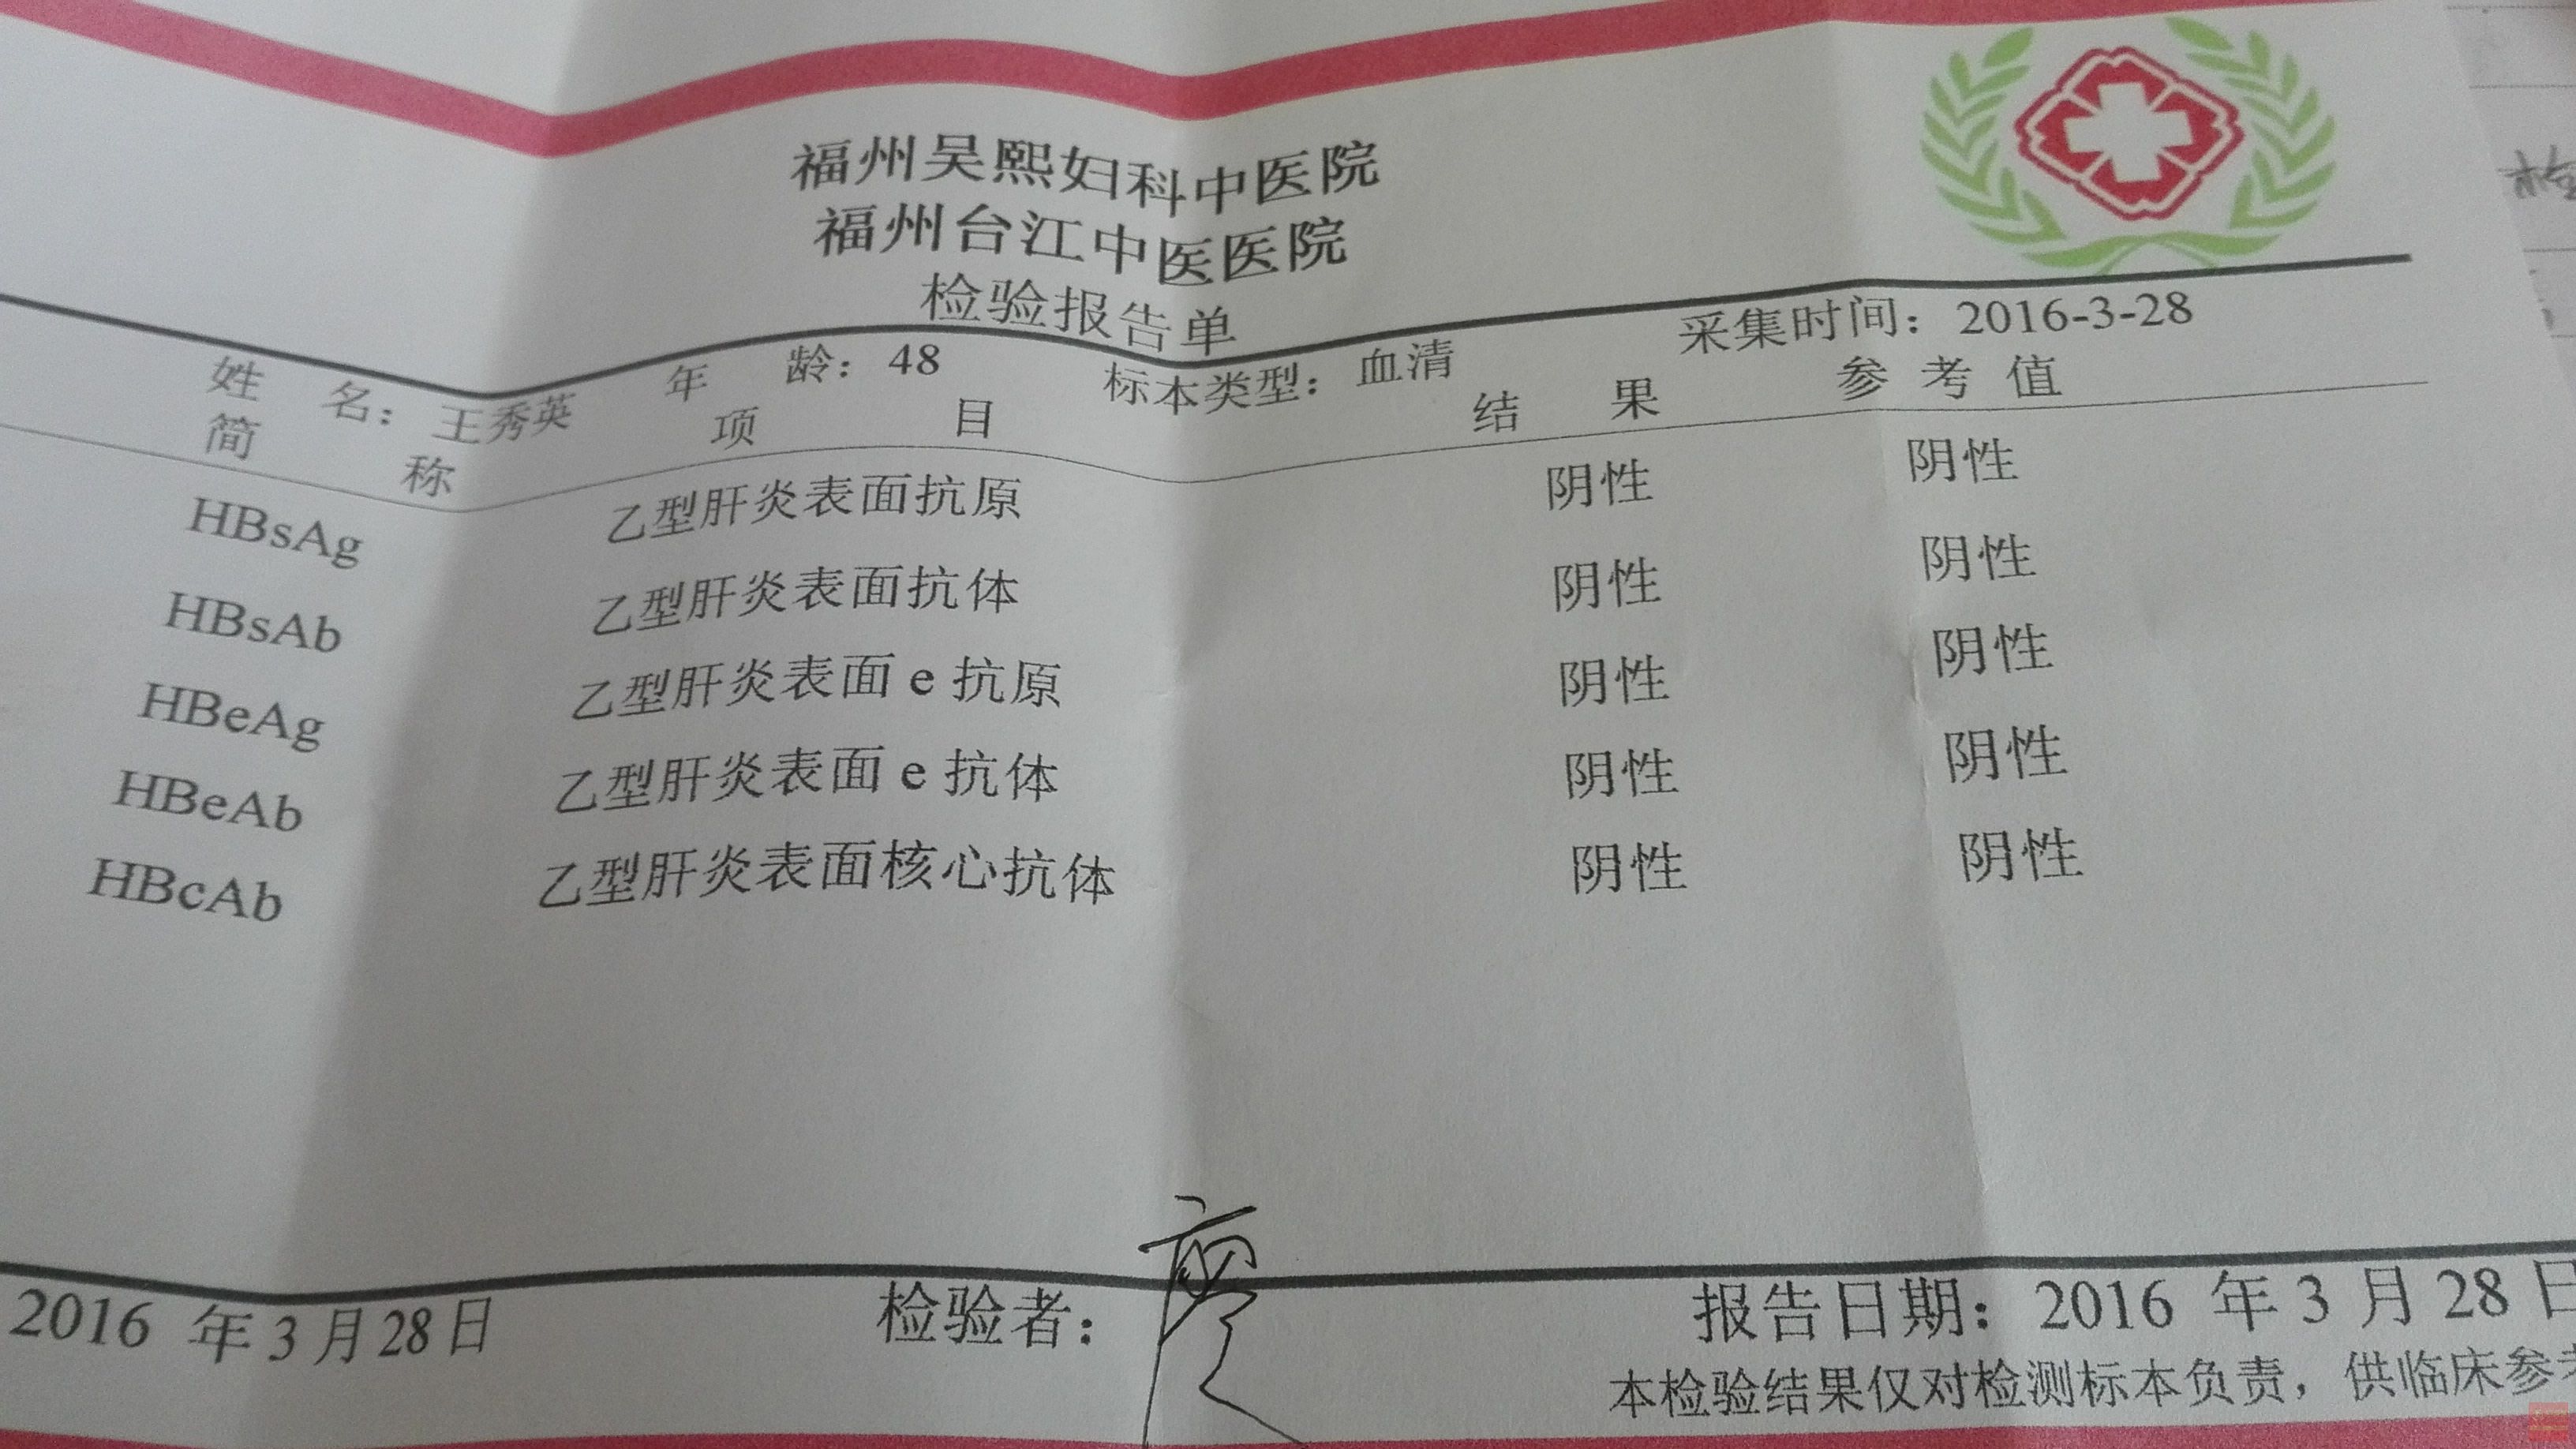 福州吴熙妇科中医院
福州台江中医医院
检验报告单
姓 名：王秀英 年 龄：48 标本类型：血清 采集时间：2016-3-28
简 称 项 目 结 果 参 考 值
HBsAg 乙型肝炎表面抗原 阴性 阴性
HBsAb 乙型肝炎表面抗体 阴性 阴性
HBeAg 乙型肝炎表面 e 抗原 阴性 阴性
HBeAb 乙型肝炎表面 e 抗体 阴性 阴性
HBcAb 乙型肝炎表面核心抗体 阴性 阴性
2016 年 3 月 28 日 检验者： 报告日期：2016 年 3 月 28 日
本检验结果仅对检测标本负责，供临床参考